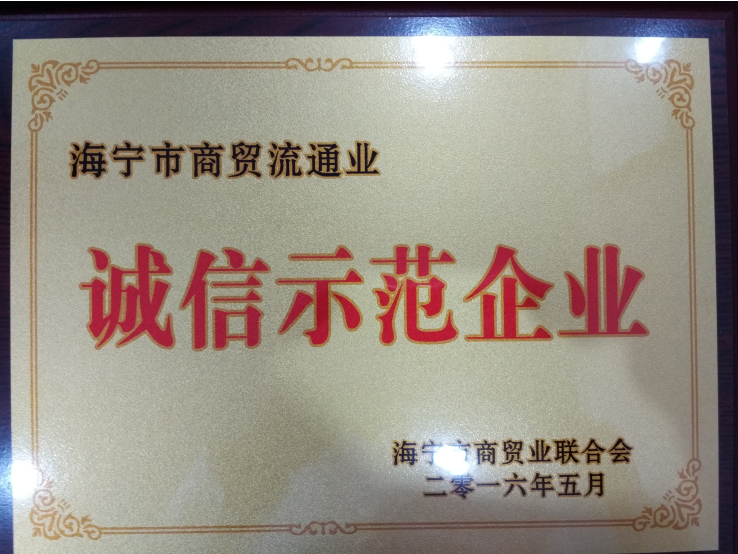 海宁市商贸流通业
诚信示范企业
海宁市商贸业联合会
二零一六年五月